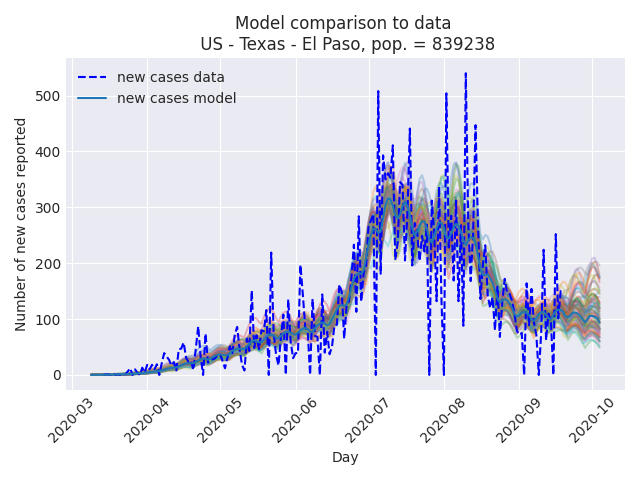 Model comparison to data
US - Texas - El Paso, pop. = 839238
new cases data
new cases model
Number of new cases reported
500
400
300
200
100
0
2020-03
2020-04
2020-05
2020-06
2020-07
2020-08
2020-09
2020-10
Day